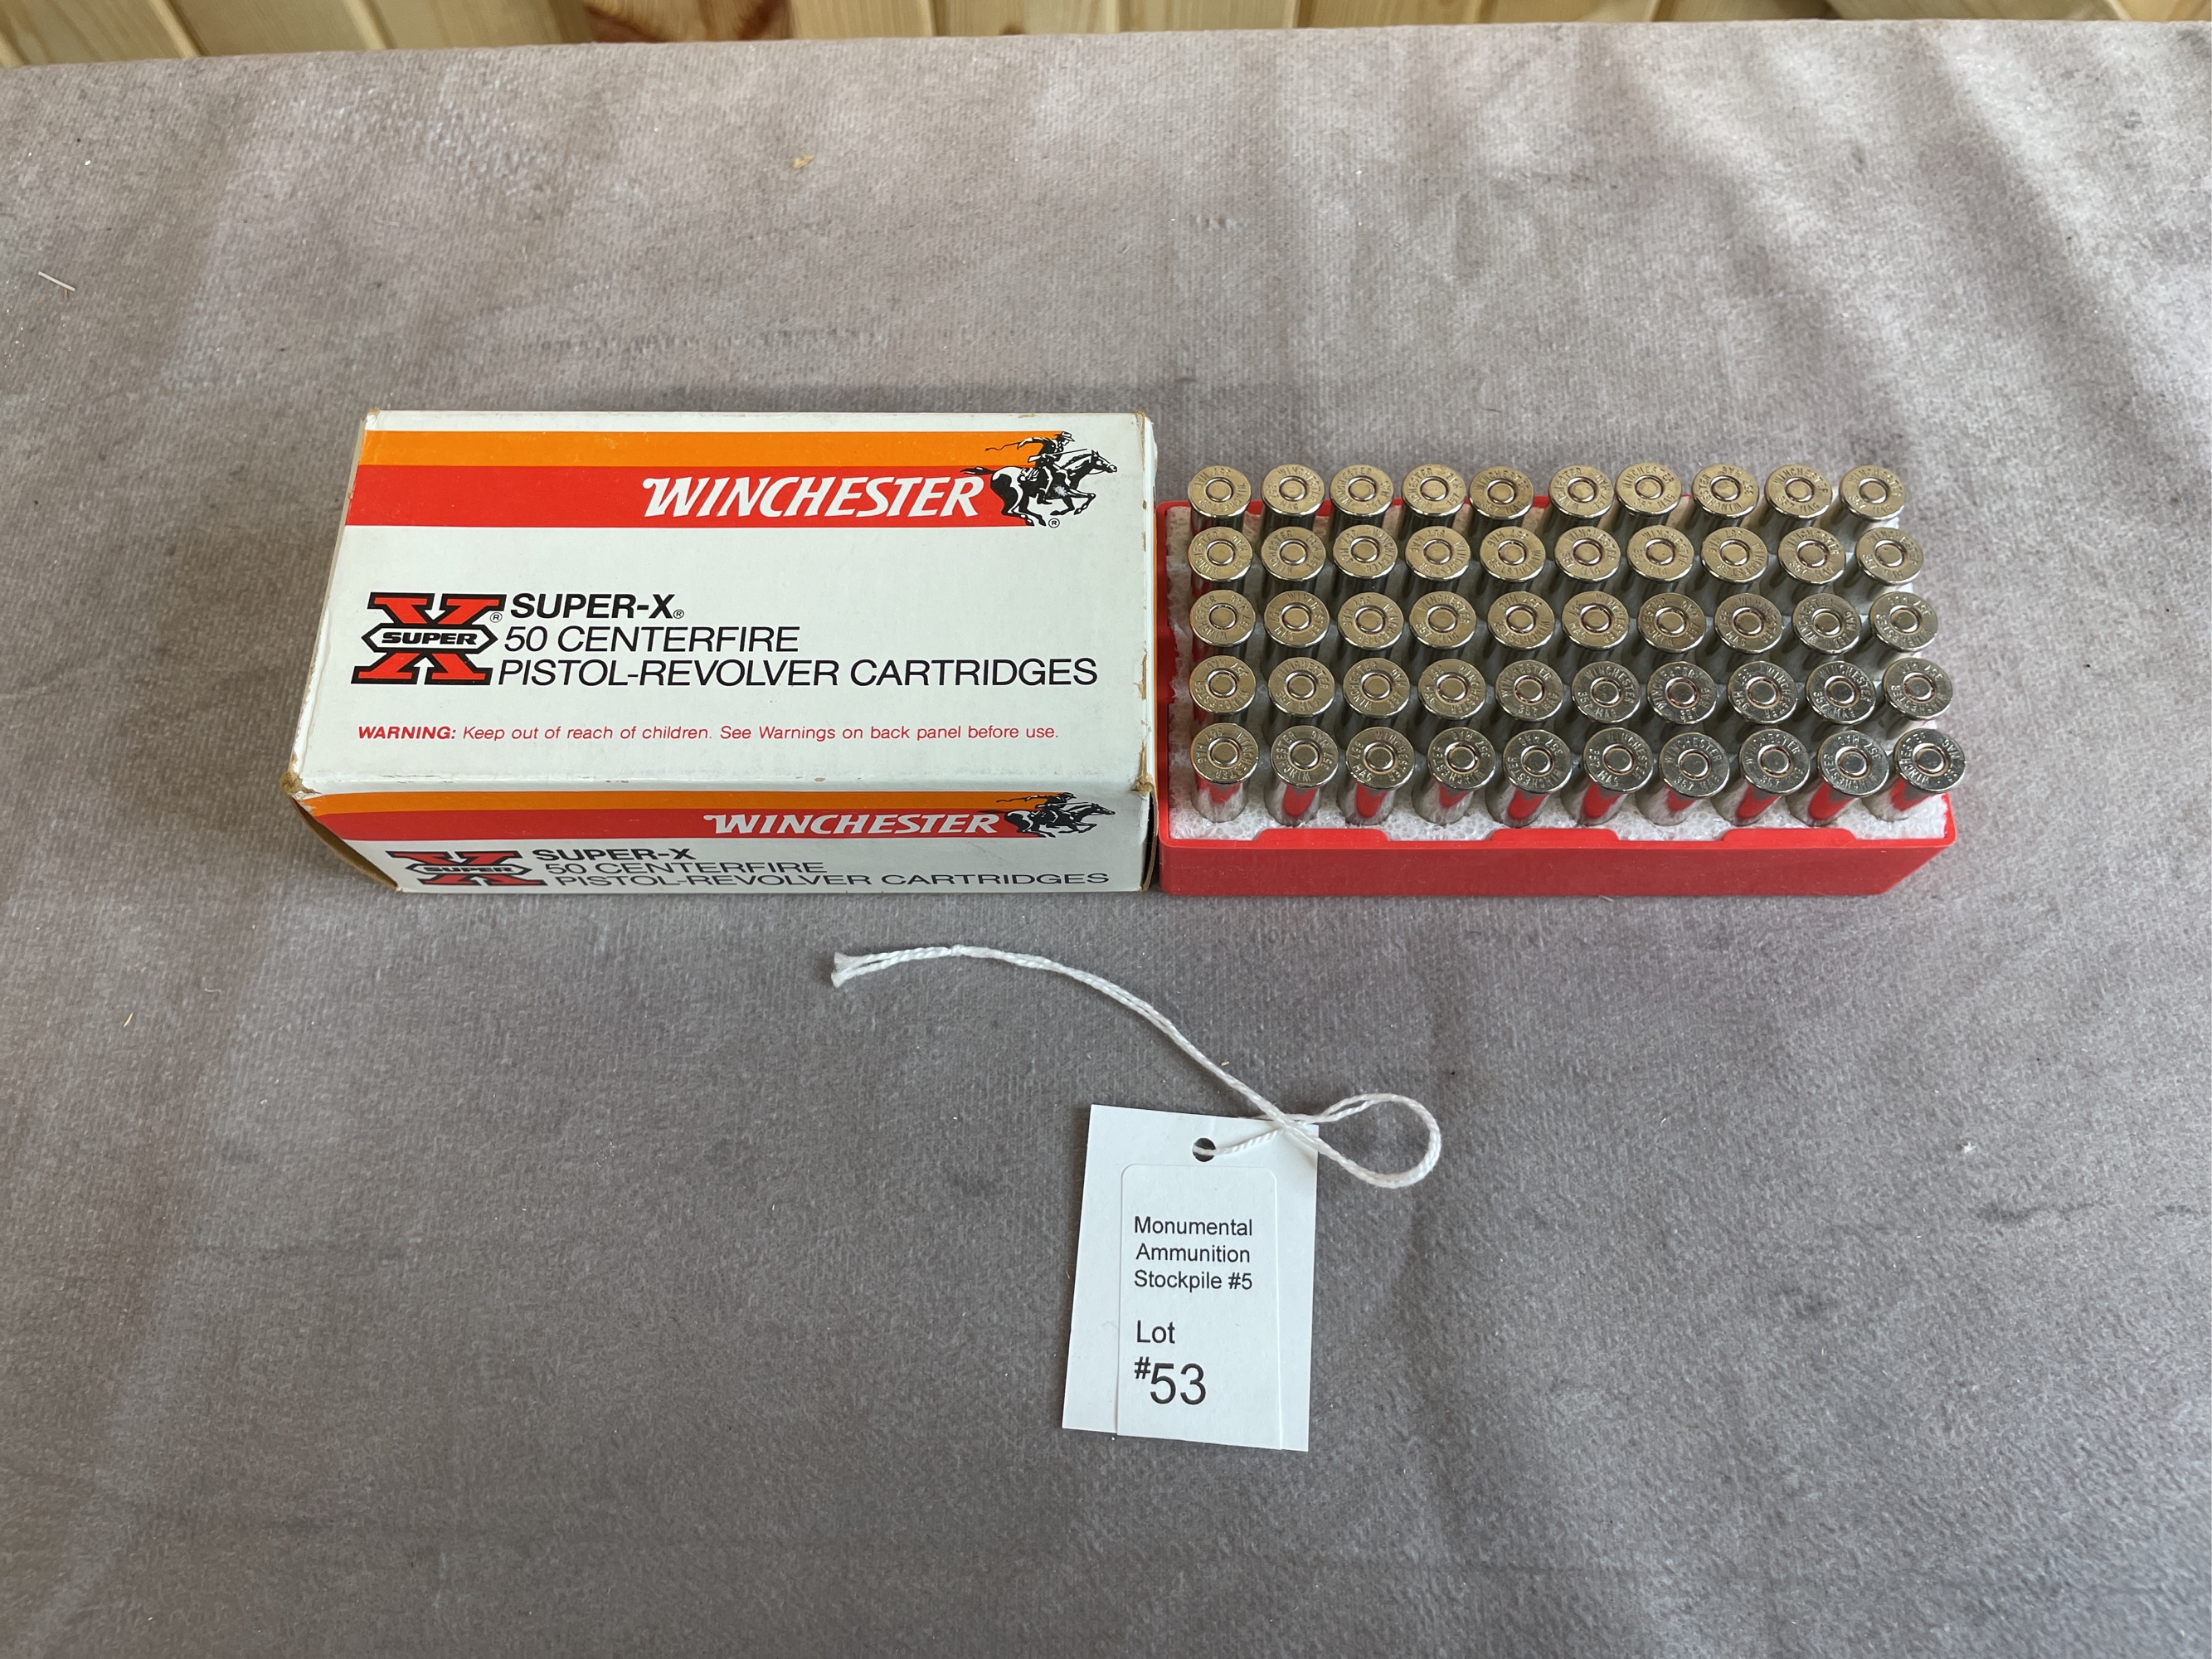 WINCHESTER
®
SUPER
®
SUPER-X®
50 CENTERFIRE
PISTOL-REVOLVER CARTRIDGES
WARNING: Keep out of reach of children. See Warnings on back panel before use.
WINCHESTER
SUPER
SUPER-X
50 CENTERFIRE
PISTOL-REVOLVER CARTRIDGES
Monumental
Ammunition
Stockpile #5
Lot
#53